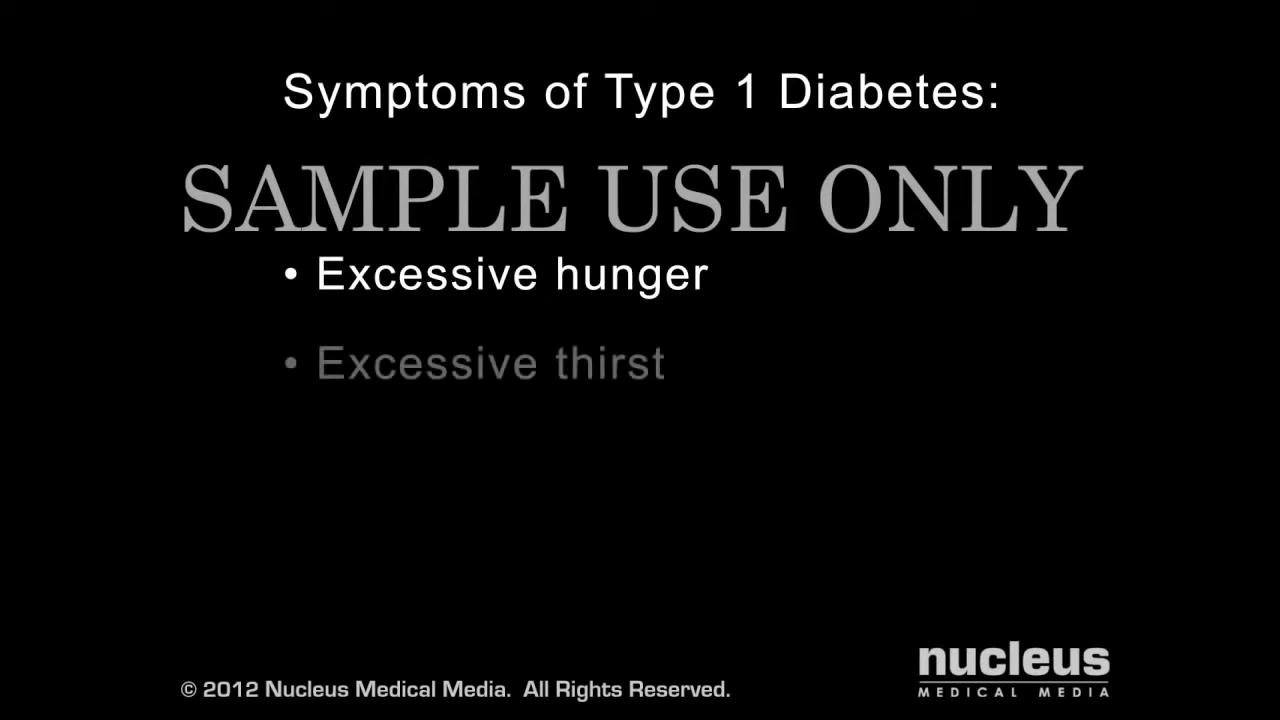 Symptoms of Type 1 Diabetes:
SAMPLE USE ONLY
• Excessive hunger
• Excessive thirst
nucleus
MEDICAL MEDIA
© 2012 Nucleus Medical Media. All Rights Reserved.